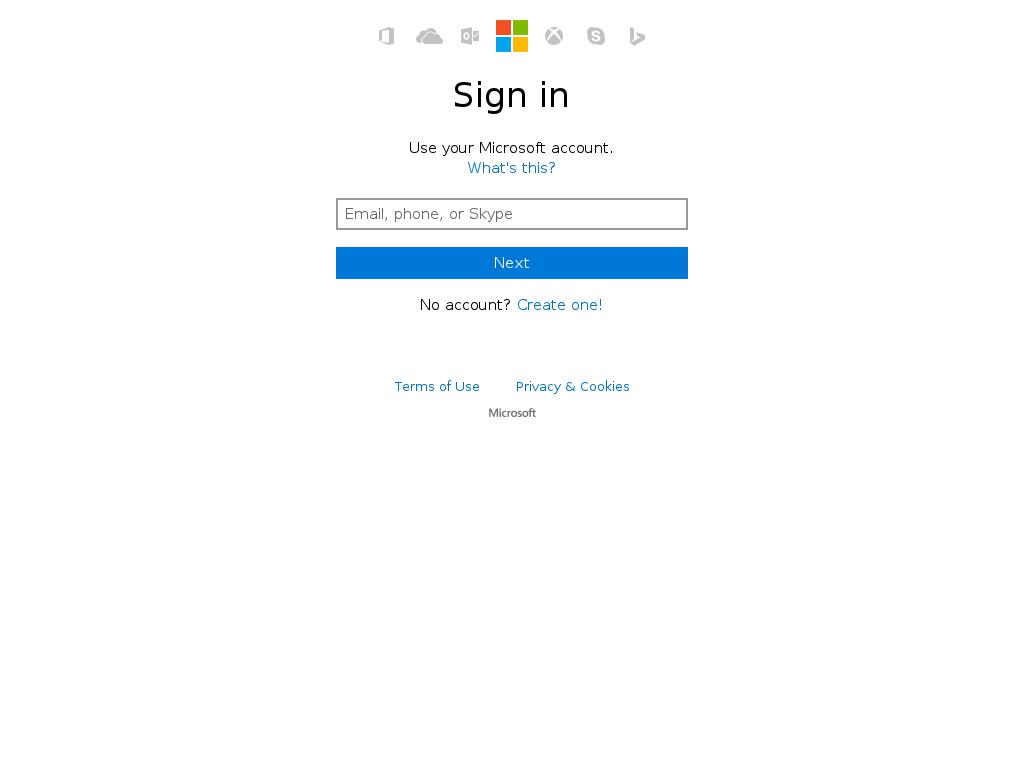 Sign in
Use your Microsoft account.
What's this?
Email, phone, or Skype
Next
No account? Create one!
Terms of Use Privacy & Cookies
Microsoft